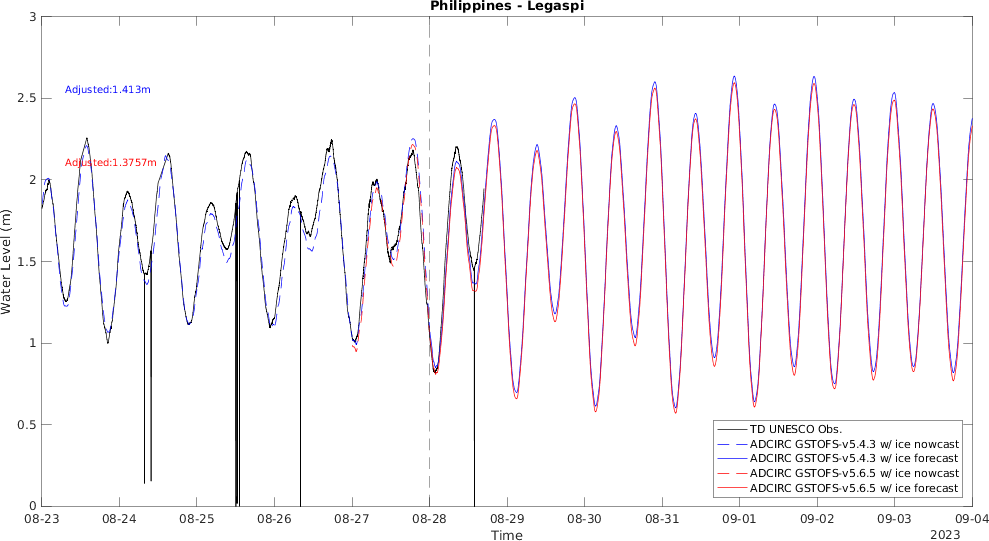 Philippines - Legaspi
3
2.5
2
1.5
1
0.5
0
Water Level (m)
Adjusted:1.413m
Adjusted:1.3757m
TD UNESCO Obs.
ADCIRC GSTOFS-v5.4.3 w/ ice nowcast
ADCIRC GSTOFS-v5.4.3 w/ ice forecast
ADCIRC GSTOFS-v5.6.5 w/ ice nowcast
ADCIRC GSTOFS-v5.6.5 w/ ice forecast
08-23 08-24 08-25 08-26 08-27 08-28 08-29 08-30 08-31 09-01 09-02 09-03 09-04
Time
2023